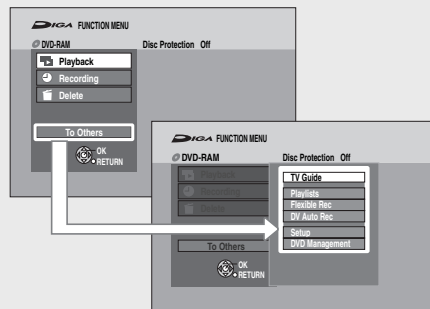 DIGA FUNCTION MENU
DVD-RAM Disc Protection Off
Playback
Recording
Delete
To Others
OK
RETURN
DIGA FUNCTION MENU
DVD-RAM Disc Protection Off
Playback
Recording
Delete
To Others
OK
RETURN
TV Guide
Playlists
Flexible Rec
DV Auto Rec
Setup
DVD Management